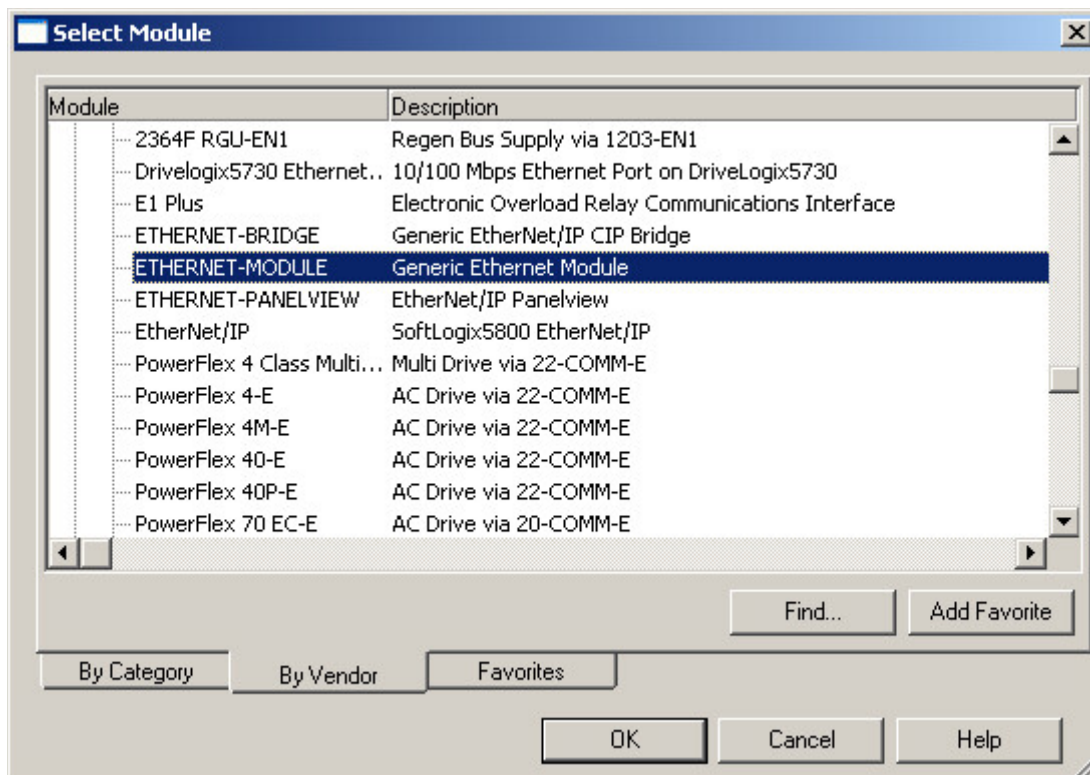 Select Module
Module Description
2364F RGU-EN1 Regen Bus Supply via 1203-EN1
Drivelogix5730 Ethernet.. 10/100 Mbps Ethernet Port on DriveLogix5730
E1 Plus Electronic Overload Relay Communications Interface
ETHERNET-BRIDGE Generic EtherNet/IP CIP Bridge
ETHERNET-MODULE Generic Ethernet Module
ETHERNET-PANELVIEW EtherNet/IP Panelview
EtherNet/IP SoftLogix5800 EtherNet/IP
PowerFlex 4 Class Multi... Multi Drive via 22-COMM-E
PowerFlex 4-E AC Drive via 22-COMM-E
PowerFlex 4M-E AC Drive via 22-COMM-E
PowerFlex 40-E AC Drive via 22-COMM-E
PowerFlex 40P-E AC Drive via 22-COMM-E
PowerFlex 70 EC-E AC Drive via 20-COMM-E
Find... Add Favorite
By Category By Vendor Favorites
OK Cancel Help